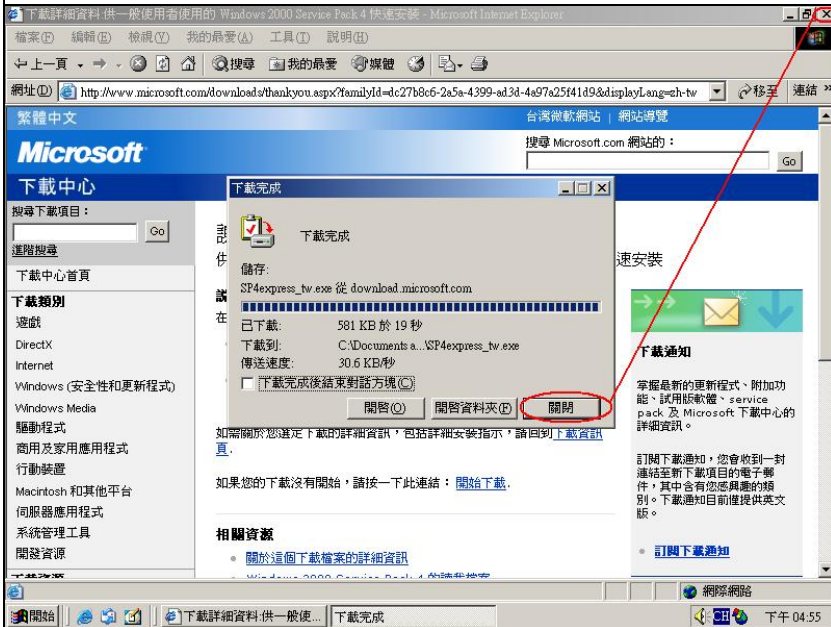 下載詳細資料 供一般使用者使用的 Windows 2000 Service Pack 4 快速安裝 - Microsoft Internet Explorer
檔案(F) 編輯(E) 檢視(V) 我的最愛(A) 工具(T) 說明(H)
上一頁 搜尋 我的最愛 媒體
網址(D) http://www.microsoft.com/downloads/thankyou.aspx?familyId=dc27b8c6-2a5a-4399-ad3d-4a97a25f41d9&displayLang=zh-tw 移至 連結 »
繁體中文 台灣微軟網站 | 網站導覽
Microsoft 搜尋 Microsoft.com 網站的：
Go
下載中心
搜尋下載項目：
Go
進階搜尋
下載中心首頁
下載類別
遊戲
DirectX
Internet
Windows (安全性和更新程式)
Windows Media
驅動程式
商用及家用應用程式
行動裝置
Macintosh 和其他平台
伺服器應用程式
系統管理工具
開發資源
下載完成
下載完成
儲存:
SP4express_tw.exe 從 download.microsoft.com
已下載: 581 KB 於 19 秒
下載到: C:\Documents a...\SP4express_tw.exe
傳送速度: 30.6 KB/秒
下載完成後結束對話方塊(C)
開啟(O) 開啟資料夾(F) 關閉
供 速安裝
在
如需關於您選定下載的詳細資訊，包括詳細安裝指示，請回到下載資訊
頁.
如果您的下載沒有開始，請按一下此連結： 開始下載.
相關資源
關於這個下載檔案的詳細資訊
Windows 2000 Service Pack 4 的讀我檔案
下載通知
掌握最新的更新程式、附加功
能、試用版軟體、service
pack 及 Microsoft 下載中心的
詳細資訊。
訂閱下載通知，您會收到一封
連結至新下載項目的電子郵
件，其中含有您感興趣的類
別。下載通知目前僅提供英文
版。
訂閱下載通知
網際網路
開始 下載詳細資料:供一般使... 下載完成 CH 下午 04:55